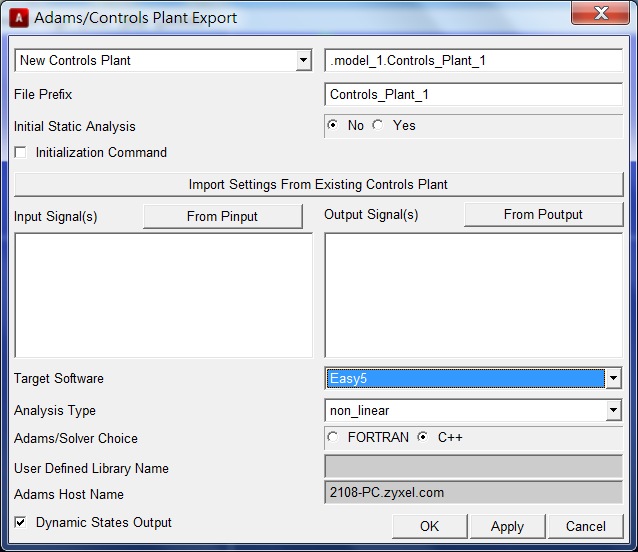 Adams/Controls Plant Export
New Controls Plant .model_1.Controls_Plant_1
File Prefix Controls_Plant_1
Initial Static Analysis No Yes
Initialization Command
Import Settings From Existing Controls Plant
Input Signal(s) From Pinput Output Signal(s) From Poutput
Target Software Easy5
Analysis Type non_linear
Adams/Solver Choice FORTRAN C++
User Defined Library Name
Adams Host Name 2108-PC.zyxel.com
Dynamic States Output OK Apply Cancel